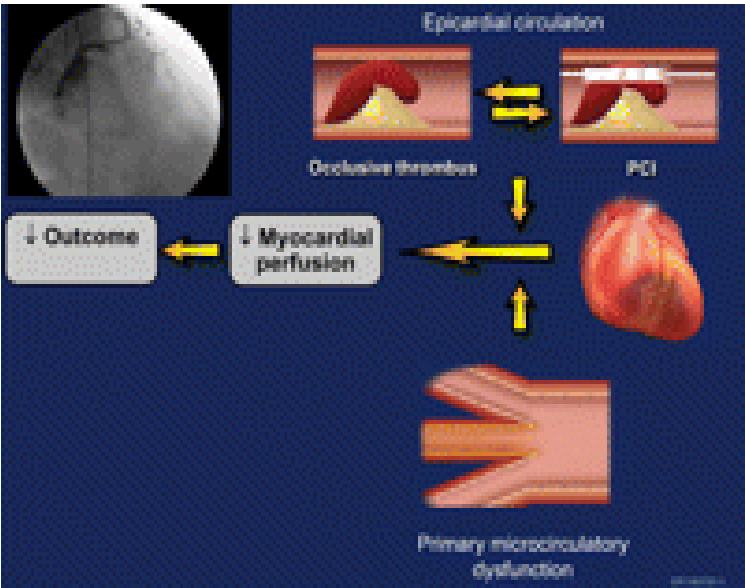 Epicardial circulation
Occlusive thrombus
PCI
↓ Outcome
↓ Myocardial
perfusion
Primary microcirculatory
dysfunction